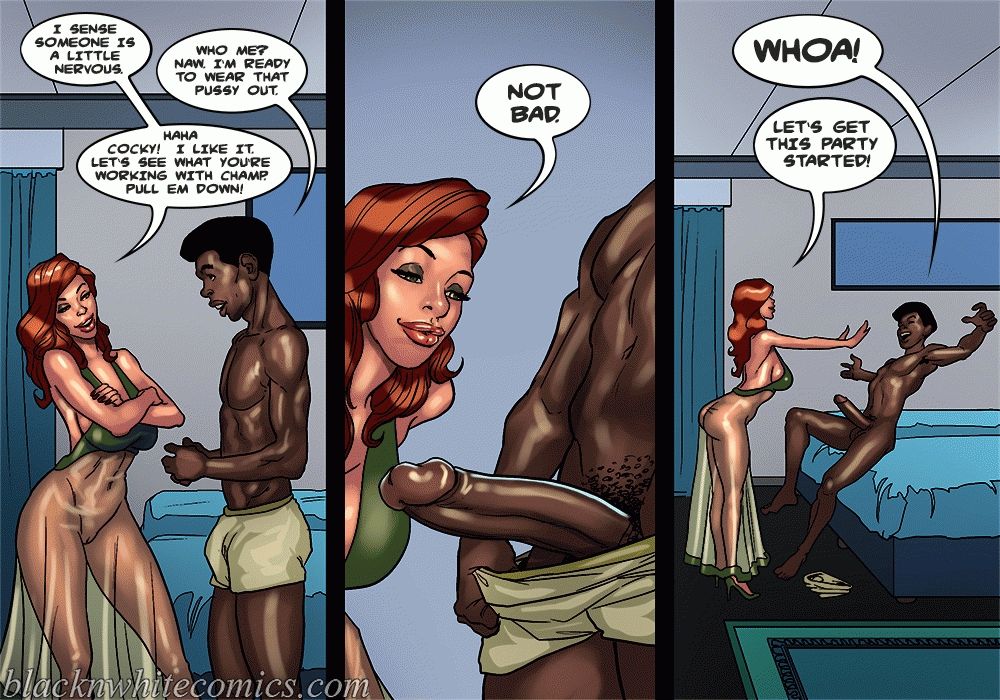 I SENSE
SOMEONE IS
A LITTLE
NERVOUS.
WHO ME?
NAW. I'M READY
TO WEAR THAT
PUSSY OUT.
HAHA
COCKY! I LIKE IT.
LET'S SEE WHAT YOU'RE
WORKING WITH CHAMP.
PULL EM DOWN!
NOT
BAD.
WHOA!
LET'S GET
THIS PARTY
STARTED!
blacknwhitecomics.com